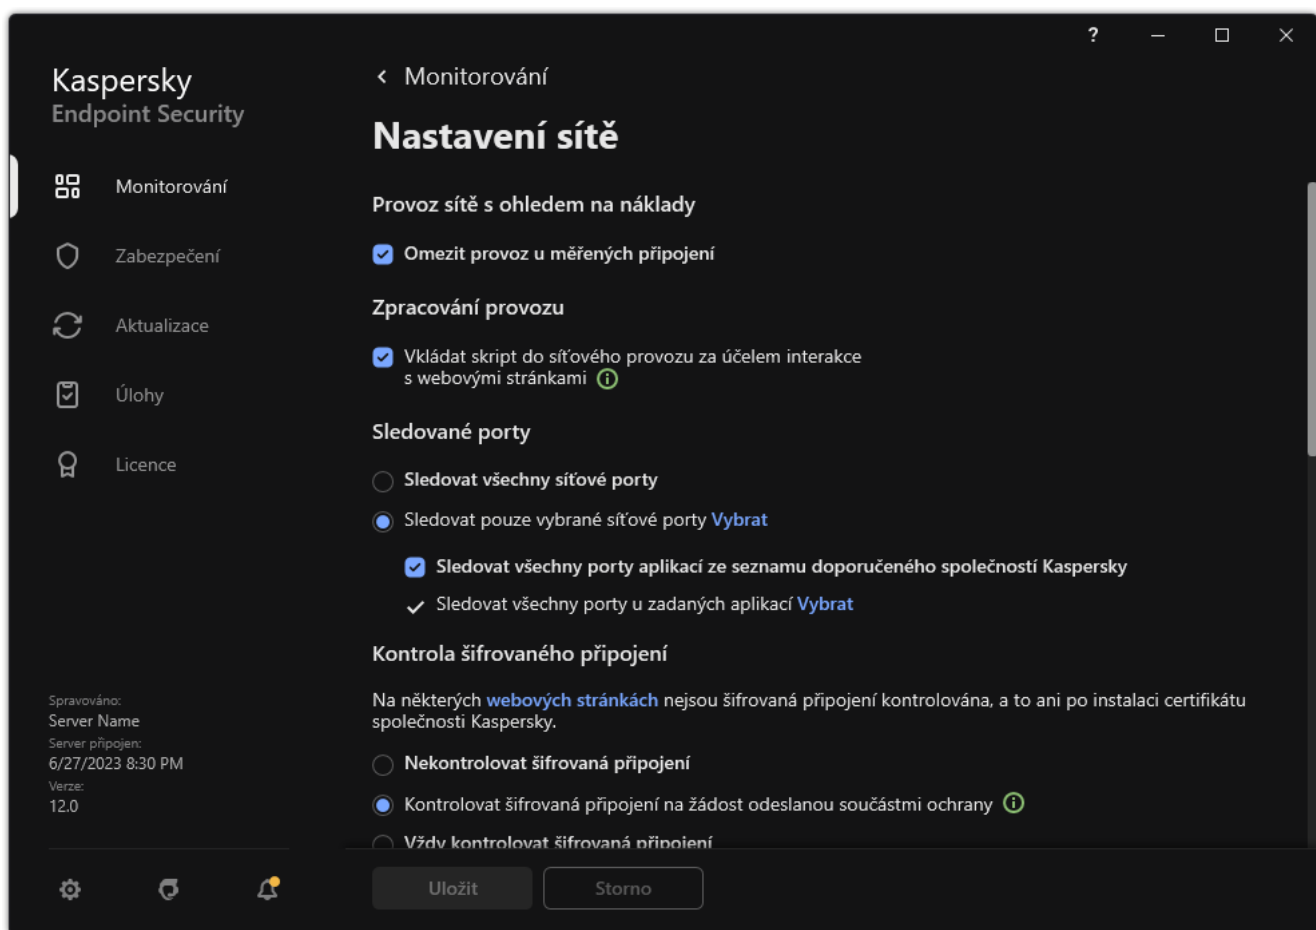 ?
Kaspersky
Endpoint Security
Monitorování
Zabezpečení
Aktualizace
Úlohy
Licence
Spravováno:
Server Name
Server připojen:
6/27/2023 8:30 PM
Verze:
12.0
Monitorování
Nastavení sítě
Provoz sítě s ohledem na náklady
Omezit provoz u měřených připojení
Zpracování provozu
Vkládat skript do síťového provozu za účelem interakce
s webovými stránkami
Sledované porty
Sledovat všechny síťové porty
Sledovat pouze vybrané síťové porty Vybrat
Sledovat všechny porty aplikací ze seznamu doporučeného společností Kaspersky
Sledovat všechny porty u zadaných aplikací Vybrat
Kontrola šifrovaného připojení
Na některých webových stránkách nejsou šifrovaná připojení kontrolována, a to ani po instalaci certifikátu
společnosti Kaspersky.
Nekontrolovat šifrovaná připojení
Kontrolovat šifrovaná připojení na žádost odeslanou součástmi ochrany
Vždy kontrolovat šifrovaná připojení
Uložit
Storno